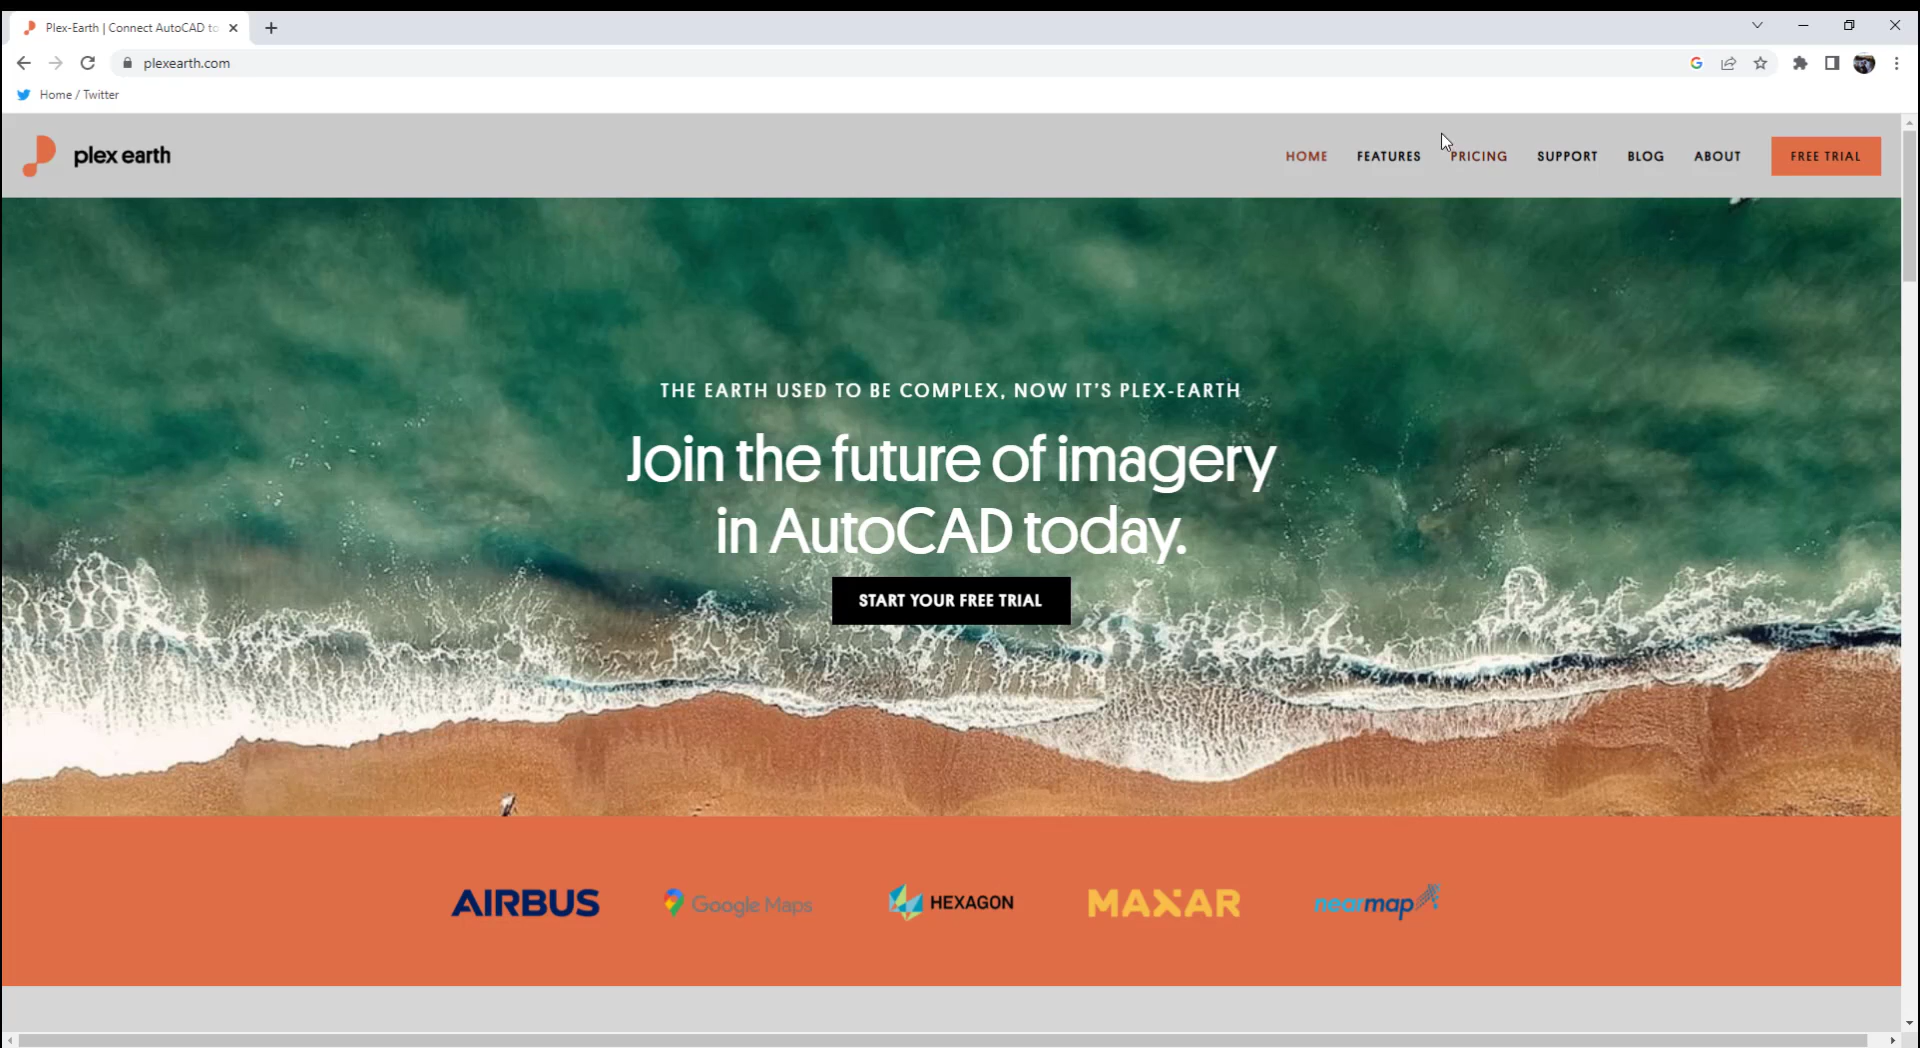 Plex-Earth | Connect AutoCAD to
plexearth.com
Home / Twitter
plex earth
HOME FEATURES PRICING SUPPORT BLOG ABOUT FREE TRIAL
THE EARTH USED TO BE COMPLEX, NOW IT'S PLEX-EARTH
Join the future of imagery
in AutoCAD today.
START YOUR FREE TRIAL
AIRBUS Google Maps HEXAGON MAXAR nearmap